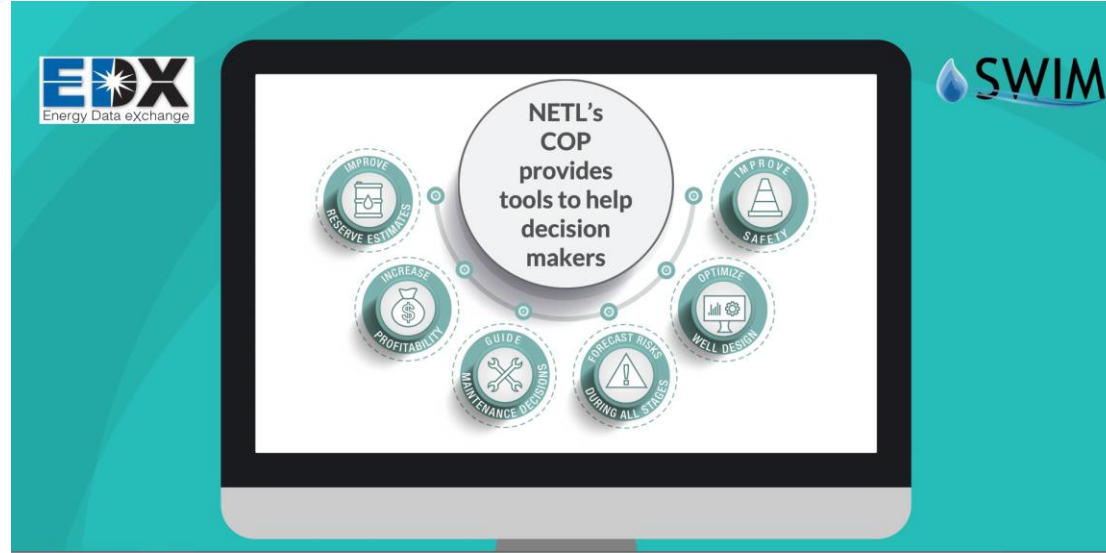 EDX
Energy Data eXchange
SWIM
NETL's
COP
provides
tools to help
decision
makers
IMPROVE
RESERVE ESTIMATES
INCREASE
PROFITABILITY
GUIDE
MAINTENANCE DECISIONS
FORECAST RISKS
DURING ALL STAGES
OPTIMIZE
WELL DESIGN
IMPROVE
SAFETY